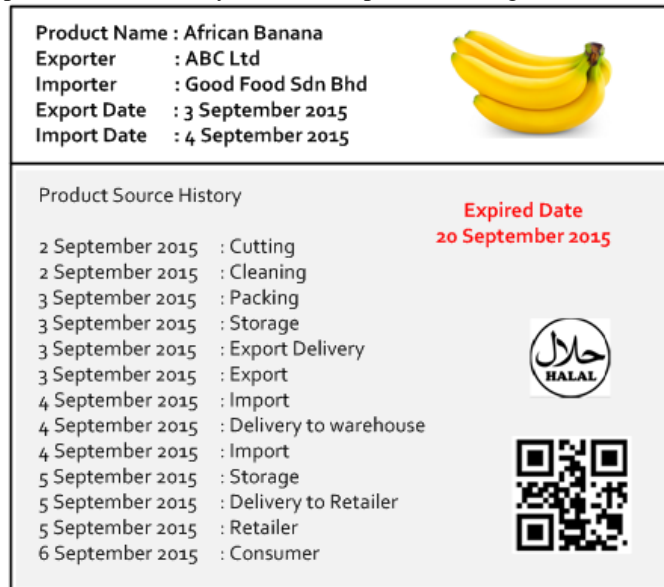 Product Name : African Banana
Exporter : ABC Ltd
Importer : Good Food Sdn Bhd
Export Date : 3 September 2015
Import Date : 4 September 2015
Product Source History
Expired Date
20 September 2015
2 September 2015 : Cutting
2 September 2015 : Cleaning
3 September 2015 : Packing
3 September 2015 : Storage
3 September 2015 : Export Delivery
3 September 2015 : Export
4 September 2015 : Import
4 September 2015 : Delivery to warehouse
4 September 2015 : Import
5 September 2015 : Storage
5 September 2015 : Delivery to Retailer
5 September 2015 : Retailer
6 September 2015 : Consumer
حلال
HALAL